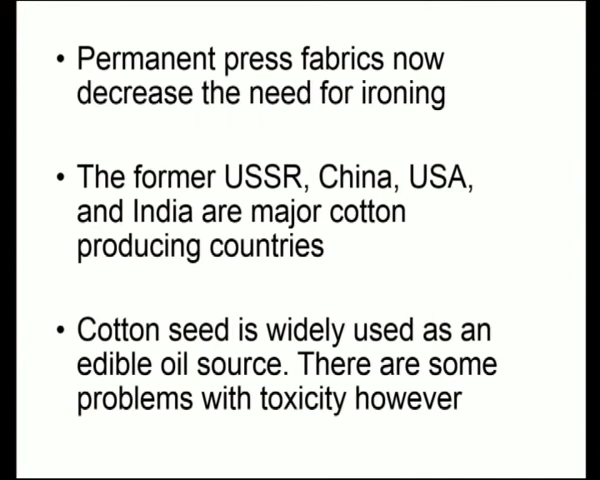 • Permanent press fabrics now
decrease the need for ironing
• The former USSR, China, USA,
and India are major cotton
producing countries
• Cotton seed is widely used as an
edible oil source. There are some
problems with toxicity however